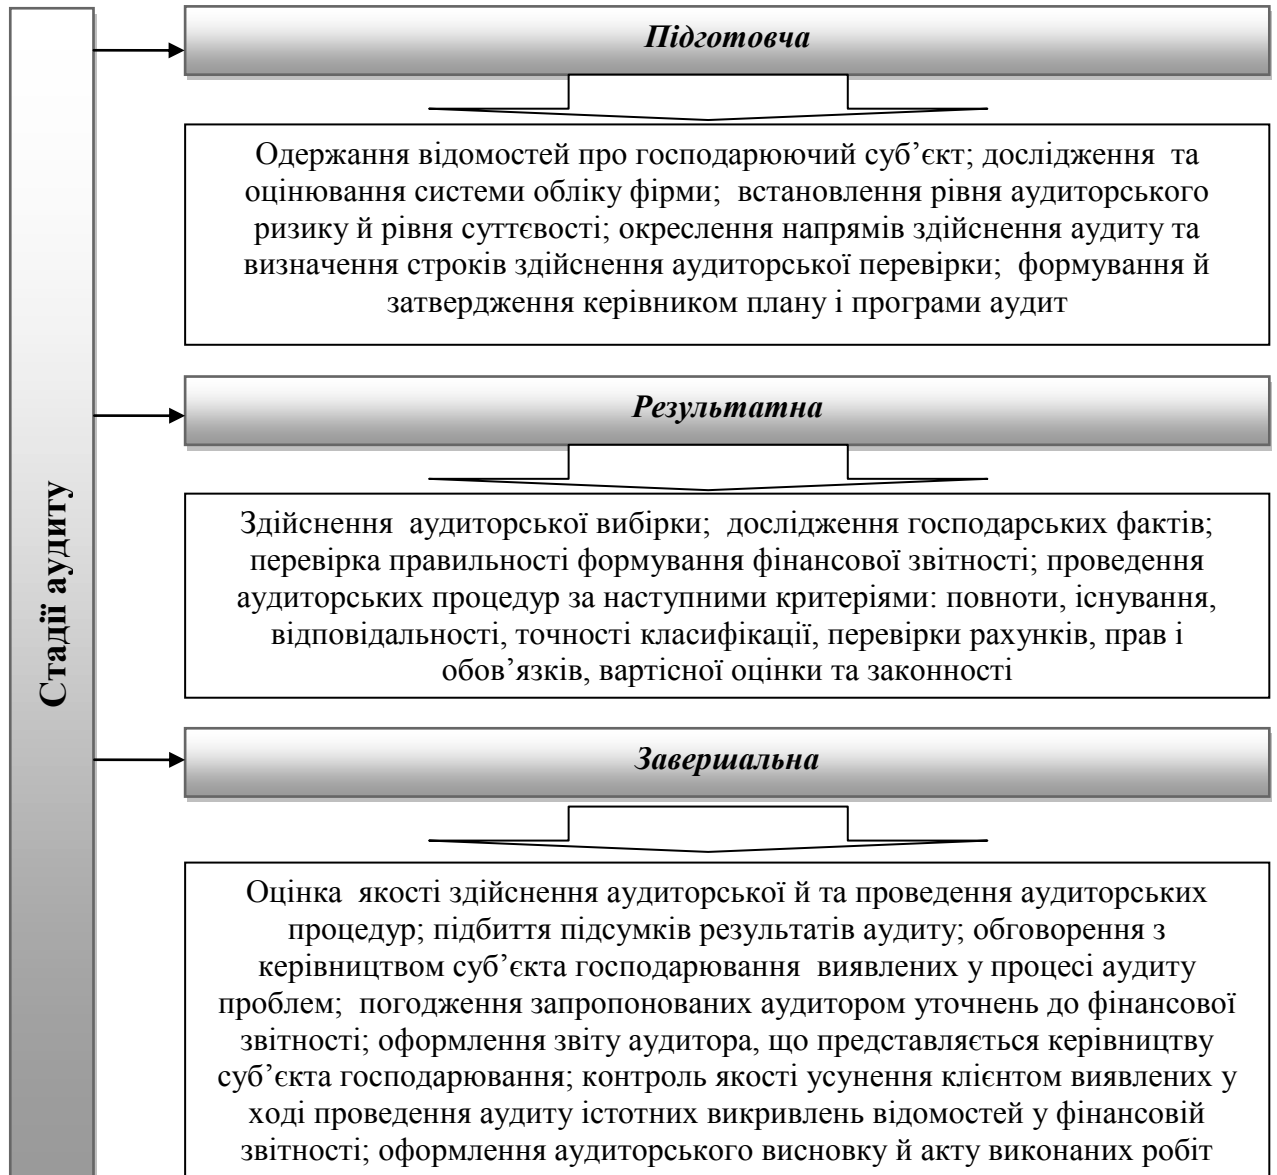 Стадії аудиту
Підготовча
Одержання відомостей про господарюючий суб’єкт; дослідження та
оцінювання системи обліку фірми; встановлення рівня аудиторського
ризику й рівня суттєвості; окреслення напрямів здійснення аудиту та
визначення строків здійснення аудиторської перевірки; формування й
затвердження керівником плану і програми аудит
Результатна
Здійснення аудиторської вибірки; дослідження господарських фактів;
перевірка правильності формування фінансової звітності; проведення
аудиторських процедур за наступними критеріями: повноти, існування,
відповідальності, точності класифікації, перевірки рахунків, прав і
обов’язків, вартісної оцінки та законності
Завершальна
Оцінка якості здійснення аудиторської й та проведення аудиторських
процедур; підбиття підсумків результатів аудиту; обговорення з
керівництвом суб’єкта господарювання виявлених у процесі аудиту
проблем; погодження запропонованих аудитором уточнень до фінансової
звітності; оформлення звіту аудитора, що представляється керівництву
суб’єкта господарювання; контроль якості усунення клієнтом виявлених у
ході проведення аудиту істотних викривлень відомостей у фінансовій
звітності; оформлення аудиторського висновку й акту виконаних робіт